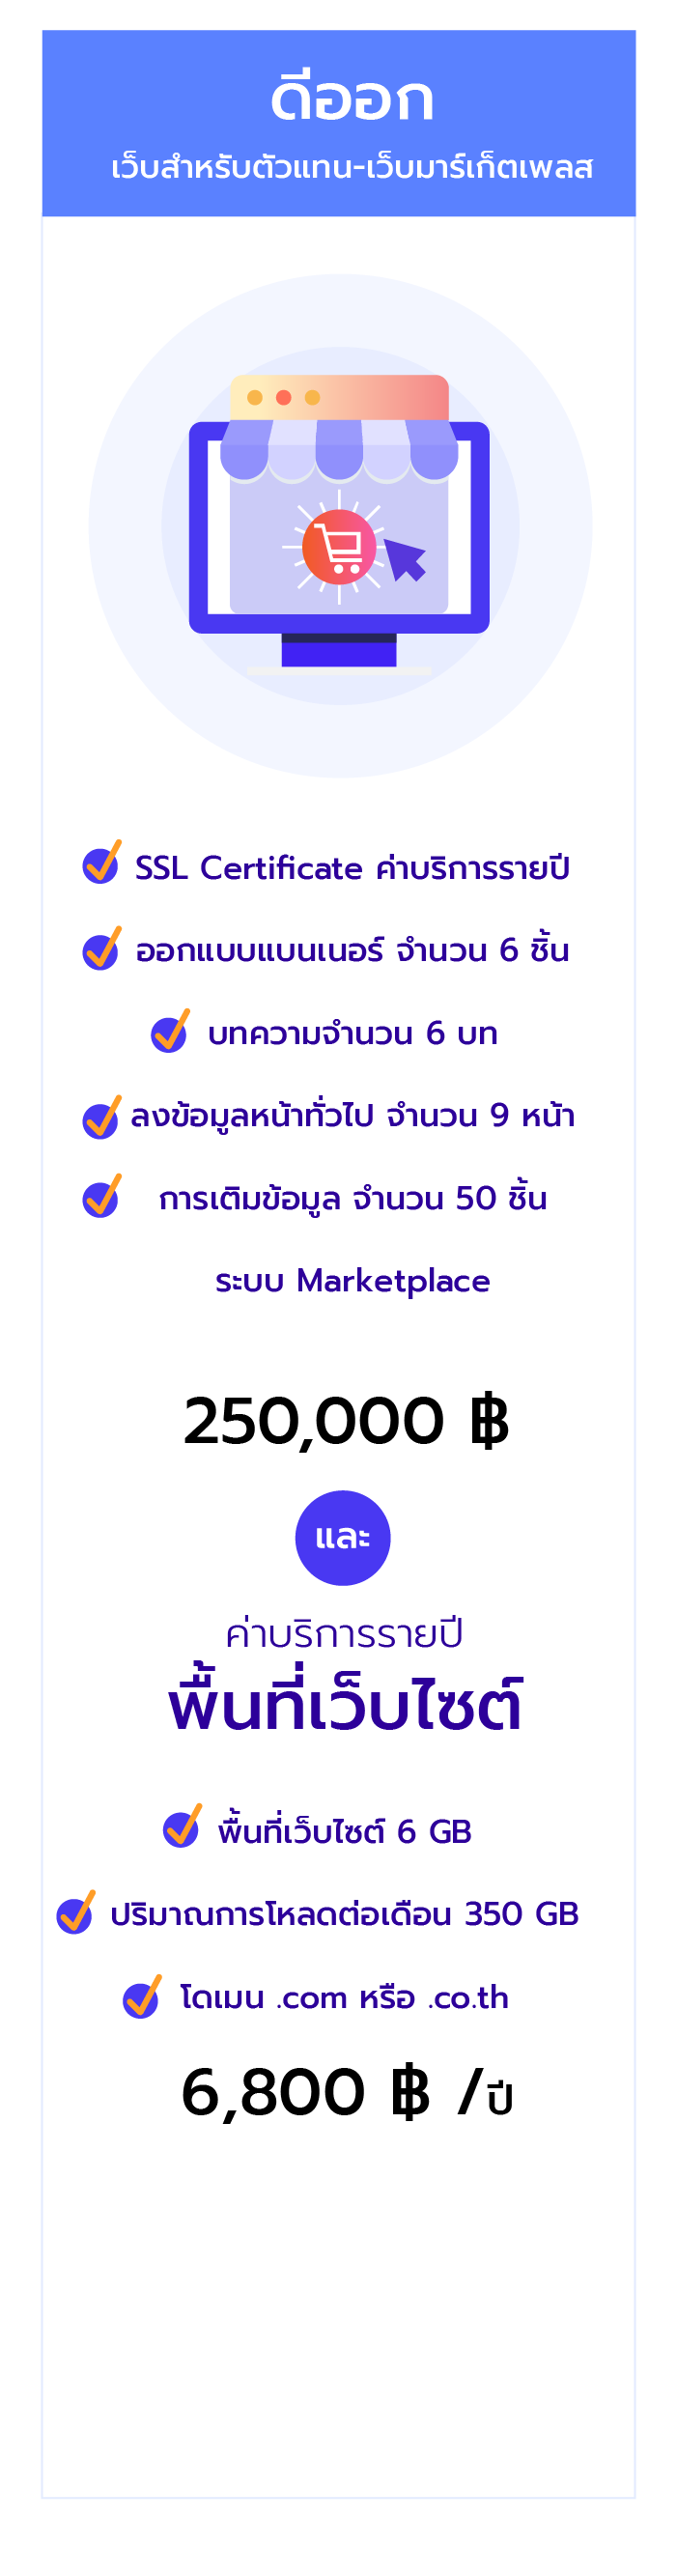 ดีออก
เว็บสำหรับตัวแทน-เว็บมาร์เก็ตเพลส
SSL Certificate ค่าบริการรายปี
ออกแบบแบนเนอร์ จำนวน 6 ชิ้น
บทความจำนวน 6 บท
ลงข้อมูลหน้าทั่วไป จำนวน 9 หน้า
การเติมข้อมูล จำนวน 50 ชิ้น
ระบบ Marketplace
250,000 ฿
และ
ค่าบริการรายปี
พื้นที่เว็บไซต์
พื้นที่เว็บไซต์ 6 GB
ปริมาณการโหลดต่อเดือน 350 GB
โดเมน .com หรือ .co.th
6,800 ฿ /ปี